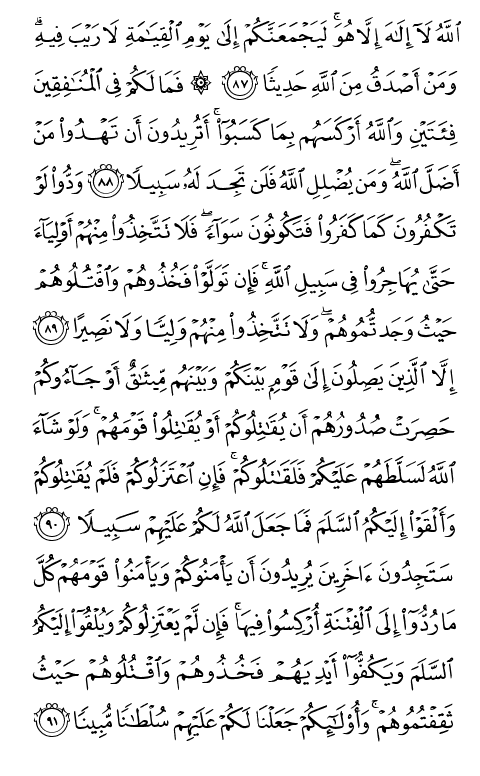 ٱللَّهُ لَآ إِلَـٰهَ إِلَّا هُوَۚ لَيَجْمَعَنَّكُمْ إِلَىٰ يَوْمِ ٱلْقِيَـٰمَةِ لَا رَيْبَ فِيهِۗ
وَمَنْ أَصْدَقُ مِنَ ٱللَّهِ حَدِيثًا ٨٧ ۞ فَمَا لَكُمْ فِى ٱلْمُنَـٰفِقِينَ
فِئَتَيْنِ وَٱللَّهُ أَرْكَسَهُم بِمَا كَسَبُوٓا۟ۚ أَتُرِيدُونَ أَن تَهْدُوا۟ مَنْ
أَضَلَّ ٱللَّهُۖ وَمَن يُضْلِلِ ٱللَّهُ فَلَن تَجِدَ لَهُۥ سَبِيلًا ٨٨ وَدُّوا۟ لَوْ
تَكْفُرُونَ كَمَا كَفَرُوا۟ فَتَكُونُونَ سَوَآءًۖ فَلَا تَتَّخِذُوا۟ مِنْهُمْ أَوْلِيَآءَ
حَتَّىٰ يُهَاجِرُوا۟ فِى سَبِيلِ ٱللَّهِۚ فَإِن تَوَلَّوْا۟ فَخُذُوهُمْ وَٱقْتُلُوهُمْ
حَيْثُ وَجَدتُّمُوهُمْۖ وَلَا تَتَّخِذُوا۟ مِنْهُمْ وَلِيًّا وَلَا نَصِيرًا ٨٩
إِلَّا ٱلَّذِينَ يَصِلُونَ إِلَىٰ قَوْمٍۭ بَيْنَكُمْ وَبَيْنَهُم مِّيثَـٰقٌ أَوْ جَآءُوكُمْ
حَصِرَتْ صُدُورُهُمْ أَن يُقَـٰتِلُوكُمْ أَوْ يُقَـٰتِلُوا۟ قَوْمَهُمْۚ وَلَوْ شَآءَ
ٱللَّهُ لَسَلَّطَهُمْ عَلَيْكُمْ فَلَقَـٰتَلُوكُمْۚ فَإِنِ ٱعْتَزَلُوكُمْ فَلَمْ يُقَـٰتِلُوكُمْ
وَأَلْقَوْا۟ إِلَيْكُمُ ٱلسَّلَمَ فَمَا جَعَلَ ٱللَّهُ لَكُمْ عَلَيْهِمْ سَبِيلًا ٩٠
سَتَجِدُونَ ءَاخَرِينَ يُرِيدُونَ أَن يَأْمَنُوكُمْ وَيَأْمَنُوا۟ قَوْمَهُمْ كُلَّ
مَا رُدُّوٓا۟ إِلَى ٱلْفِتْنَةِ أُرْكِسُوا۟ فِيهَاۚ فَإِن لَّمْ يَعْتَزِلُوكُمْ وَيُلْقُوٓا۟ إِلَيْكُمُ
ٱلسَّلَمَ وَيَكُفُّوٓا۟ أَيْدِيَهُمْ فَخُذُوهُمْ وَٱقْتُلُوهُمْ حَيْثُ
ثَقِفْتُمُوهُمْۚ وَأُو۟لَـٰٓئِكُمْ جَعَلْنَا لَكُمْ عَلَيْهِمْ سُلْطَـٰنًا مُّبِينًا ٩١